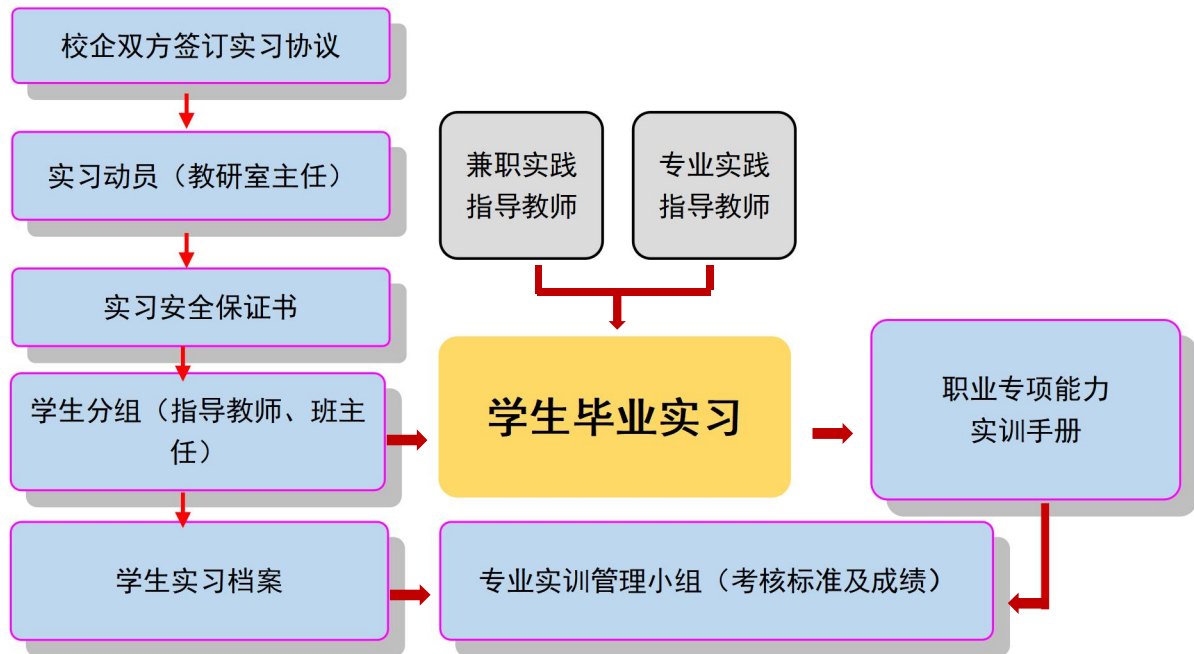 校企双方签订实习协议
实习动员（教研室主任）
实习安全保证书
学生分组（指导教师、班主
任）
学生实习档案
兼职实践
指导教师
专业实践
指导教师
学生毕业实习
职业专项能力
实训手册
专业实训管理小组（考核标准及成绩）